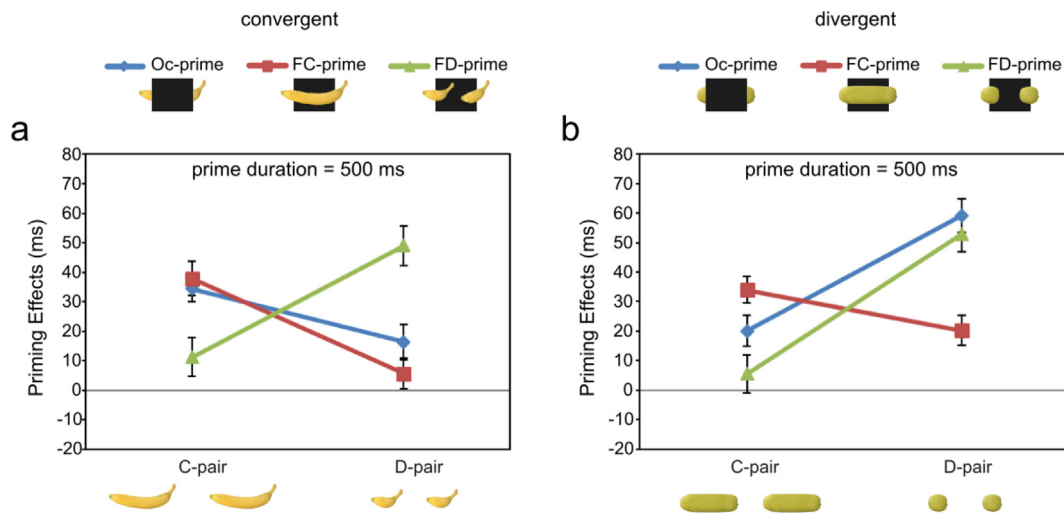 convergent
Oc-prime FC-prime FD-prime
a
prime duration = 500 ms
Priming Effects (ms)
80
70
60
50
40
30
20
10
0
-10
-20
C-pair D-pair
divergent
Oc-prime FC-prime FD-prime
b
prime duration = 500 ms
Priming Effects (ms)
80
70
60
50
40
30
20
10
0
-10
-20
C-pair D-pair